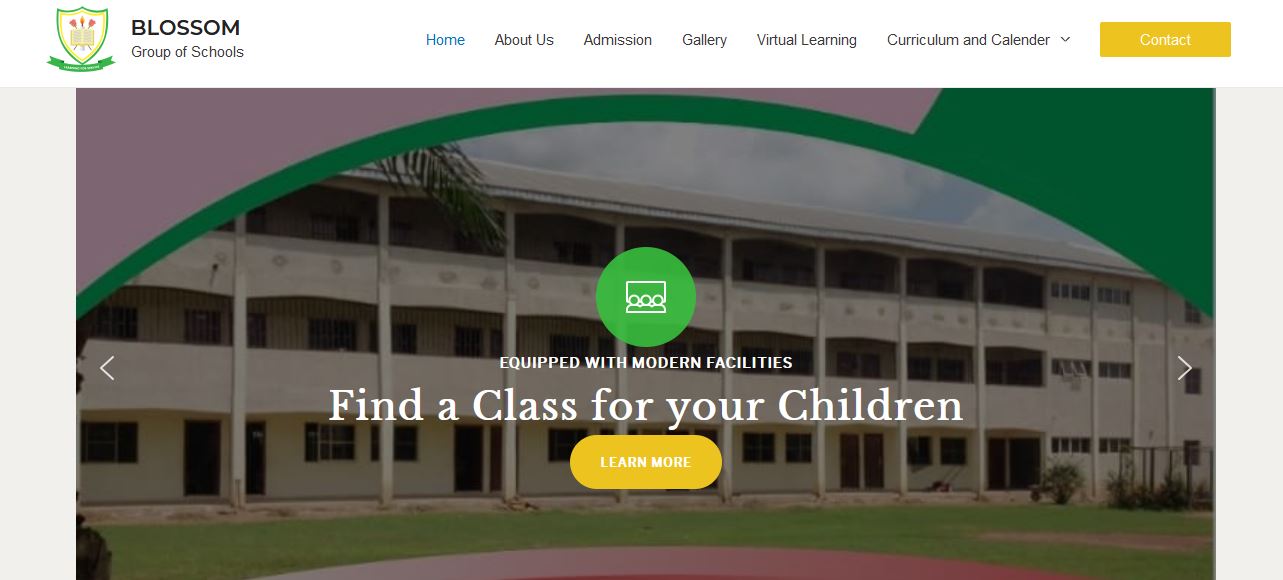 BLOSSOM
Group of Schools
Home
About Us
Admission
Gallery
Virtual Learning
Curriculum and Calender
Contact
EQUIPPED WITH MODERN FACILITIES
Find a Class for your Children
LEARN MORE